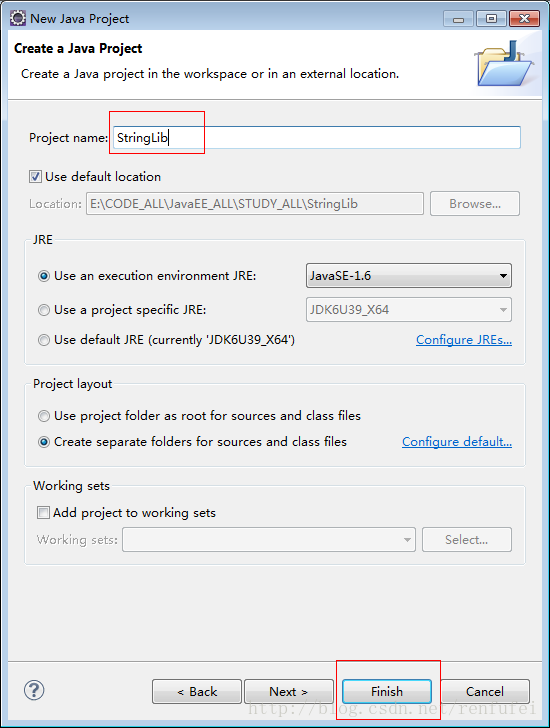 New Java Project
Create a Java Project
Create a Java project in the workspace or in an external location.
Project name: StringLib
Use default location
Location: E:\CODE_ALL\JavaEE_ALL\STUDY_ALL\StringLib Browse...
JRE
Use an execution environment JRE: JavaSE-1.6
Use a project specific JRE: JDK6U39_X64
Use default JRE (currently 'JDK6U39_X64') Configure JREs...
Project layout
Use project folder as root for sources and class files
Create separate folders for sources and class files Configure default...
Working sets
Add project to working sets
Working sets: Select...
? < Back Next > Finish Cancel
http://blog.csdn.net/renfufei